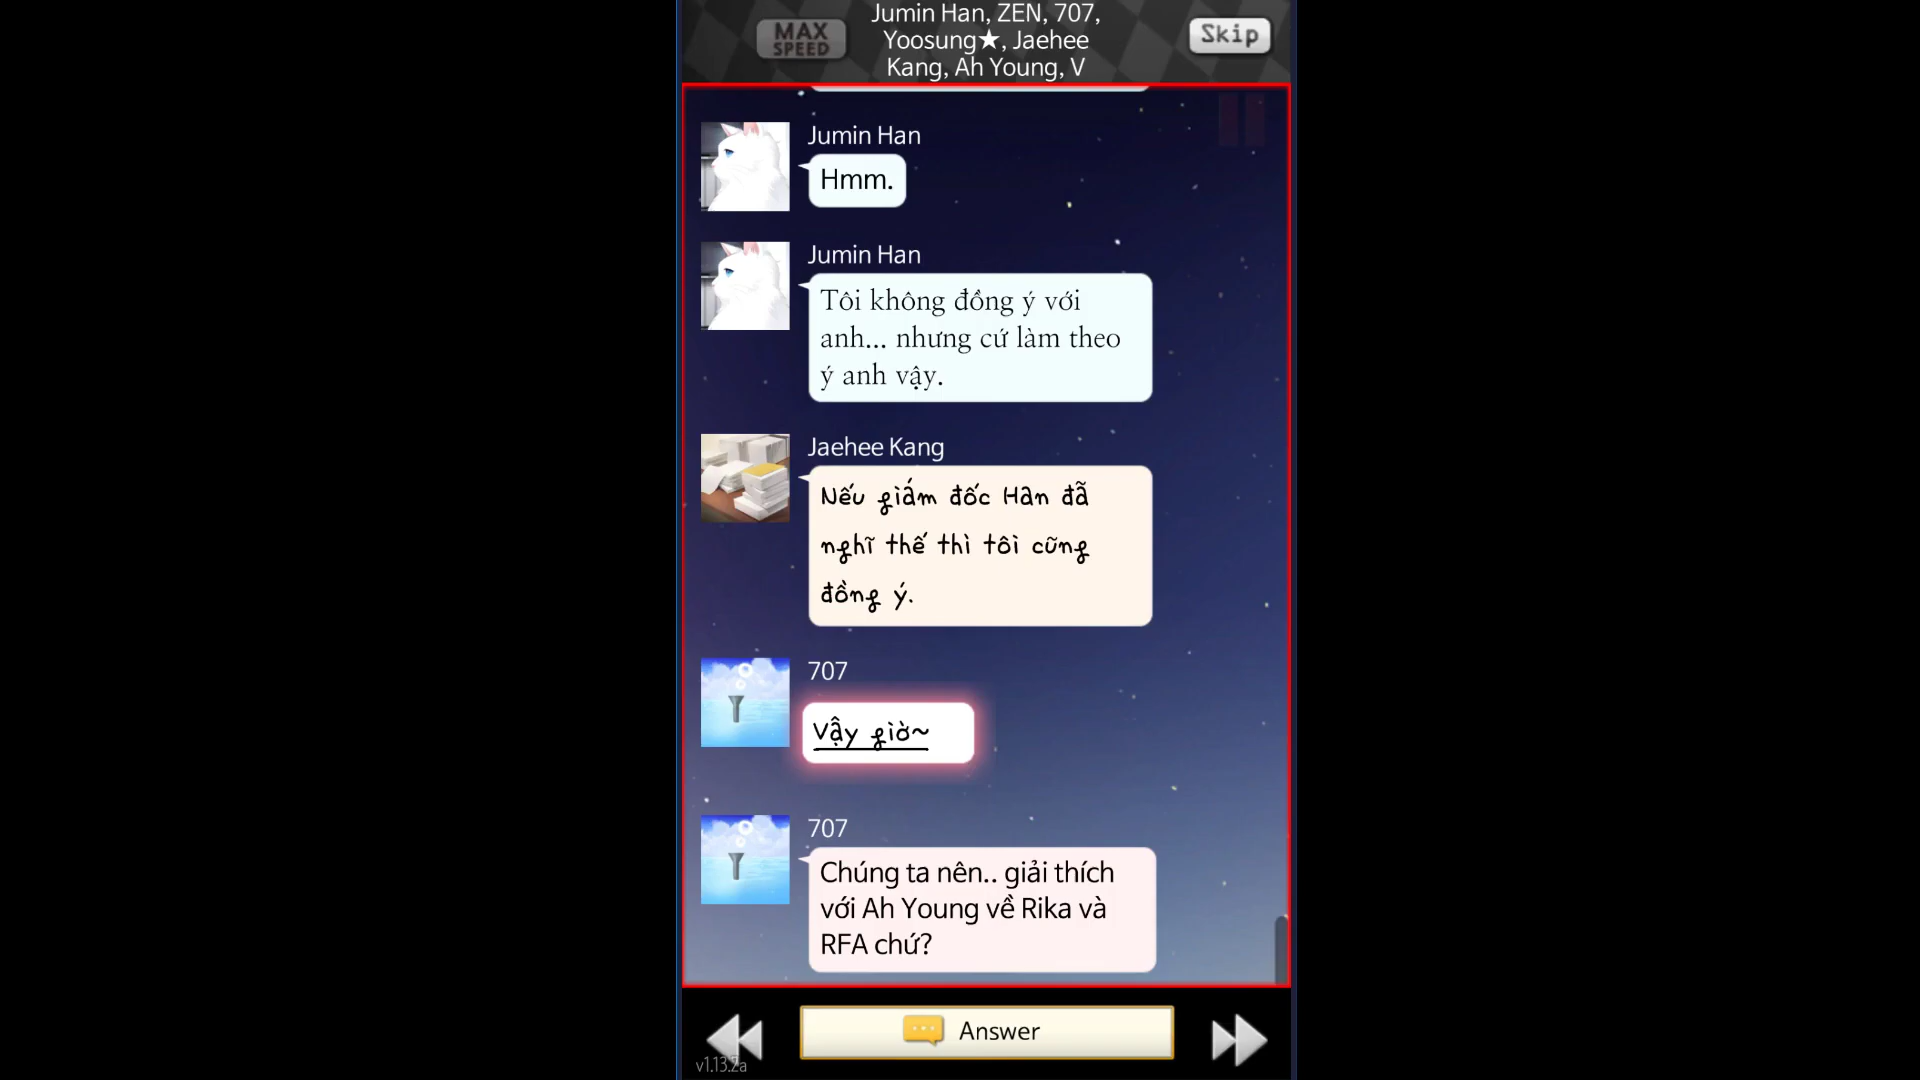 MAX
SPEED
Jumin Han, ZEN, 707,
Yoosung★, Jaehee
Kang, Ah Young, V
Skip
Jumin Han
Hmm.
Jumin Han
Tôi không đồng ý với
anh... nhưng cứ làm theo
ý anh vậy.
Jaehee Kang
Nếu giám đốc Han đã
nghĩ thế thì tôi cũng
đồng ý.
707
Vậy giờ~
707
Chúng ta nên.. giải thích
với Ah Young về Rika và
RFA chứ?
Answer
v1.13.2a